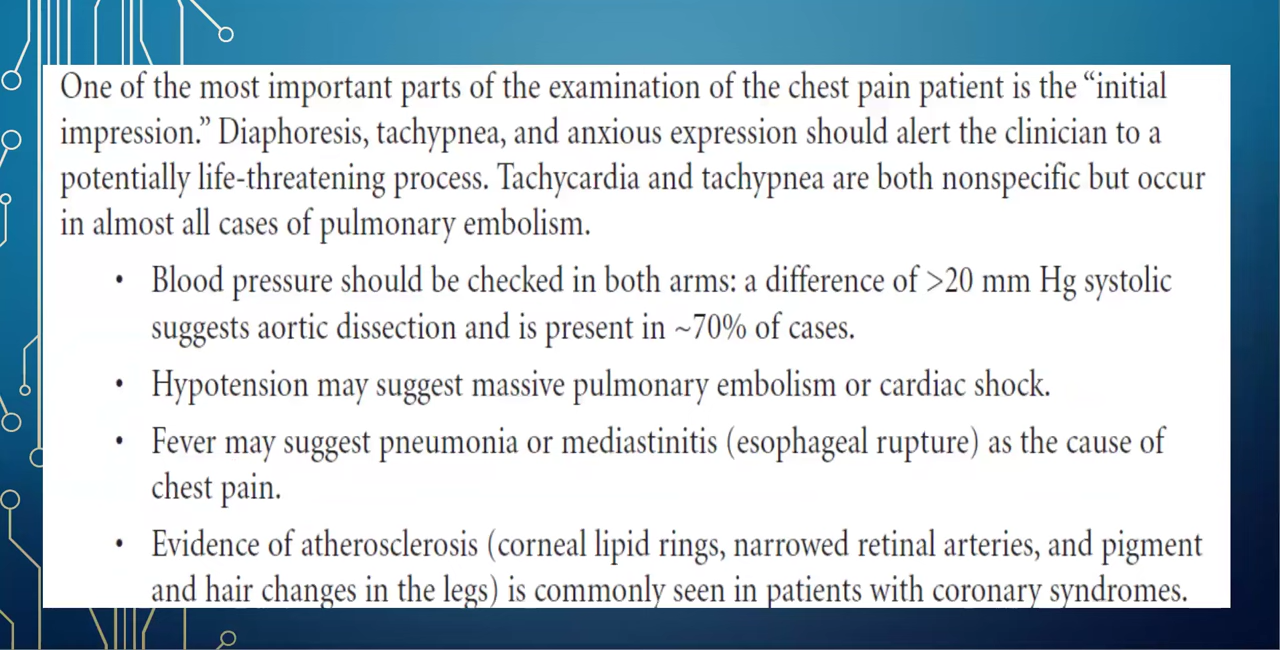 One of the most important parts of the examination of the chest pain patient is the “initial
impression.” Diaphoresis, tachypnea, and anxious expression should alert the clinician to a
potentially life-threatening process. Tachycardia and tachypnea are both nonspecific but occur
in almost all cases of pulmonary embolism.
• Blood pressure should be checked in both arms: a difference of >20 mm Hg systolic
suggests aortic dissection and is present in ~70% of cases.
• Hypotension may suggest massive pulmonary embolism or cardiac shock.
• Fever may suggest pneumonia or mediastinitis (esophageal rupture) as the cause of
chest pain.
• Evidence of atherosclerosis (corneal lipid rings, narrowed retinal arteries, and pigment
and hair changes in the legs) is commonly seen in patients with coronary syndromes.